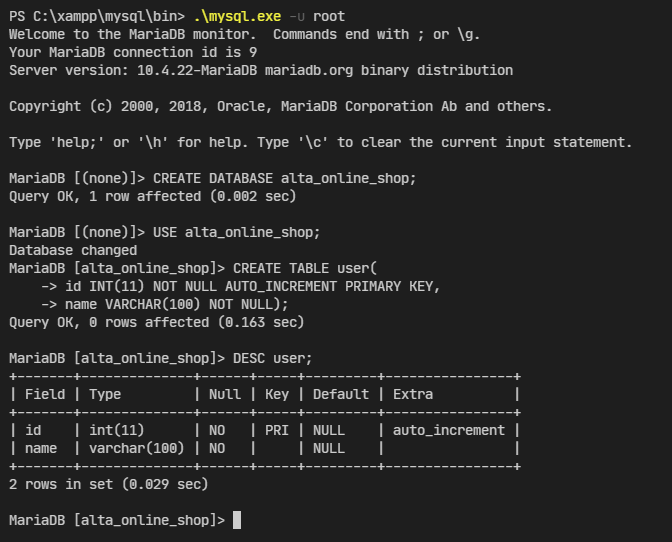 PS C:\xampp\mysql\bin> .\mysql.exe -u root
Welcome to the MariaDB monitor.  Commands end with ; or \g.
Your MariaDB connection id is 9
Server version: 10.4.22-MariaDB mariadb.org binary distribution

Copyright (c) 2000, 2018, Oracle, MariaDB Corporation Ab and others.

Type 'help;' or '\h' for help. Type '\c' to clear the current input statement.

MariaDB [(none)]> CREATE DATABASE alta_online_shop;
Query OK, 1 row affected (0.002 sec)

MariaDB [(none)]> USE alta_online_shop;
Database changed
MariaDB [alta_online_shop]> CREATE TABLE user(
    -> id INT(11) NOT NULL AUTO_INCREMENT PRIMARY KEY,
    -> name VARCHAR(100) NOT NULL);
Query OK, 0 rows affected (0.163 sec)

MariaDB [alta_online_shop]> DESC user;
+-------+--------------+------+-----+---------+----------------+
| Field | Type         | Null | Key | Default | Extra          |
+-------+--------------+------+-----+---------+----------------+
| id    | int(11)      | NO   | PRI | NULL    | auto_increment |
| name  | varchar(100) | NO   |     | NULL    |                |
+-------+--------------+------+-----+---------+----------------+
2 rows in set (0.029 sec)

MariaDB [alta_online_shop]>